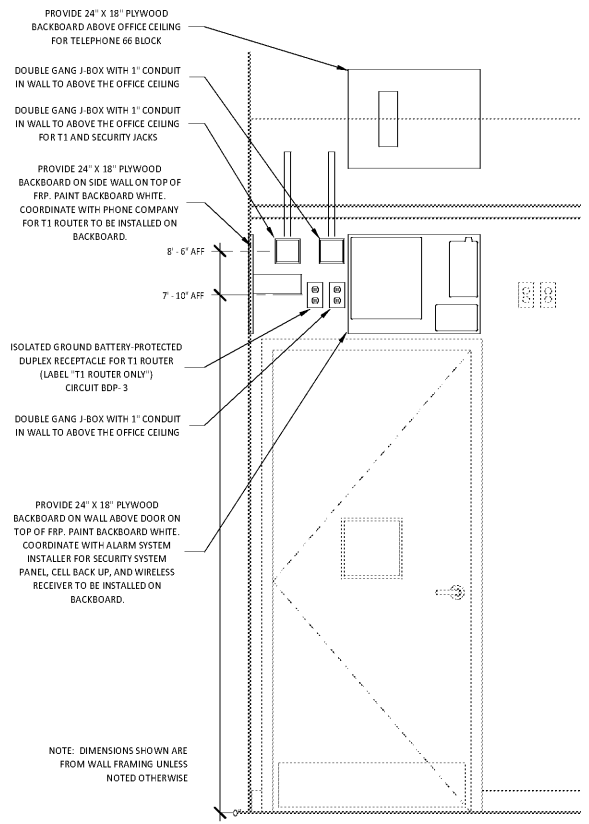 PROVIDE 24" X 18" PLYWOOD
BACKBOARD ABOVE OFFICE CEILING
FOR TELEPHONE 66 BLOCK
DOUBLE GANG J-BOX WITH 1" CONDUIT
IN WALL TO ABOVE THE OFFICE CEILING
DOUBLE GANG J-BOX WITH 1" CONDUIT
IN WALL TO ABOVE THE OFFICE CEILING
FOR T1 AND SECURITY JACKS
PROVIDE 24" X 18" PLYWOOD
BACKBOARD ON SIDE WALL ON TOP OF
FRP. PAINT BACKBOARD WHITE.
COORDINATE WITH PHONE COMPANY
FOR T1 ROUTER TO BE INSTALLED ON
BACKBOARD.
8' - 6" AFF
7' - 10" AFF
ISOLATED GROUND BATTERY-PROTECTED
DUPLEX RECEPTACLE FOR T1 ROUTER
(LABEL "T1 ROUTER ONLY")
CIRCUIT BDP- 3
DOUBLE GANG J-BOX WITH 1" CONDUIT
IN WALL TO ABOVE THE OFFICE CEILING
PROVIDE 24" X 18" PLYWOOD
BACKBOARD ON WALL ABOVE DOOR ON
TOP OF FRP. PAINT BACKBOARD WHITE.
COORDINATE WITH ALARM SYSTEM
INSTALLER FOR SECURITY SYSTEM
PANEL, CELL BACK UP, AND WIRELESS
RECEIVER TO BE INSTALLED ON
BACKBOARD.
NOTE: DIMENSIONS SHOWN ARE
FROM WALL FRAMING UNLESS
NOTED OTHERWISE
0"